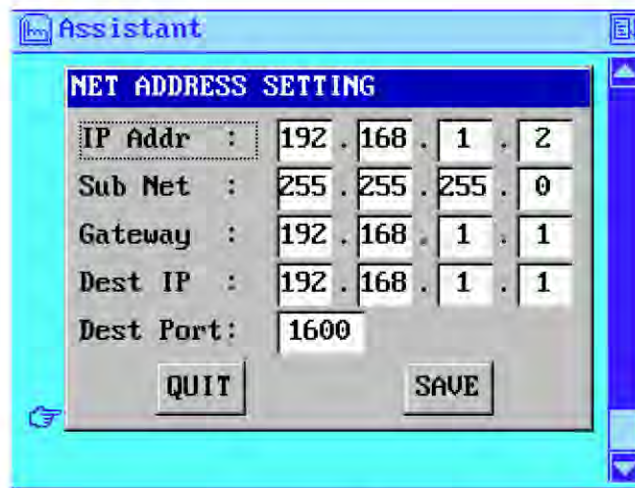 Assistant
NET ADDRESS SETTING
IP Addr : 192 . 168 . 1 . 2
Sub Net : 255 . 255 . 255 . 0
Gateway : 192 . 168 . 1 . 1
Dest IP : 192 . 168 . 1 . 1
Dest Port: 1600
QUIT SAVE